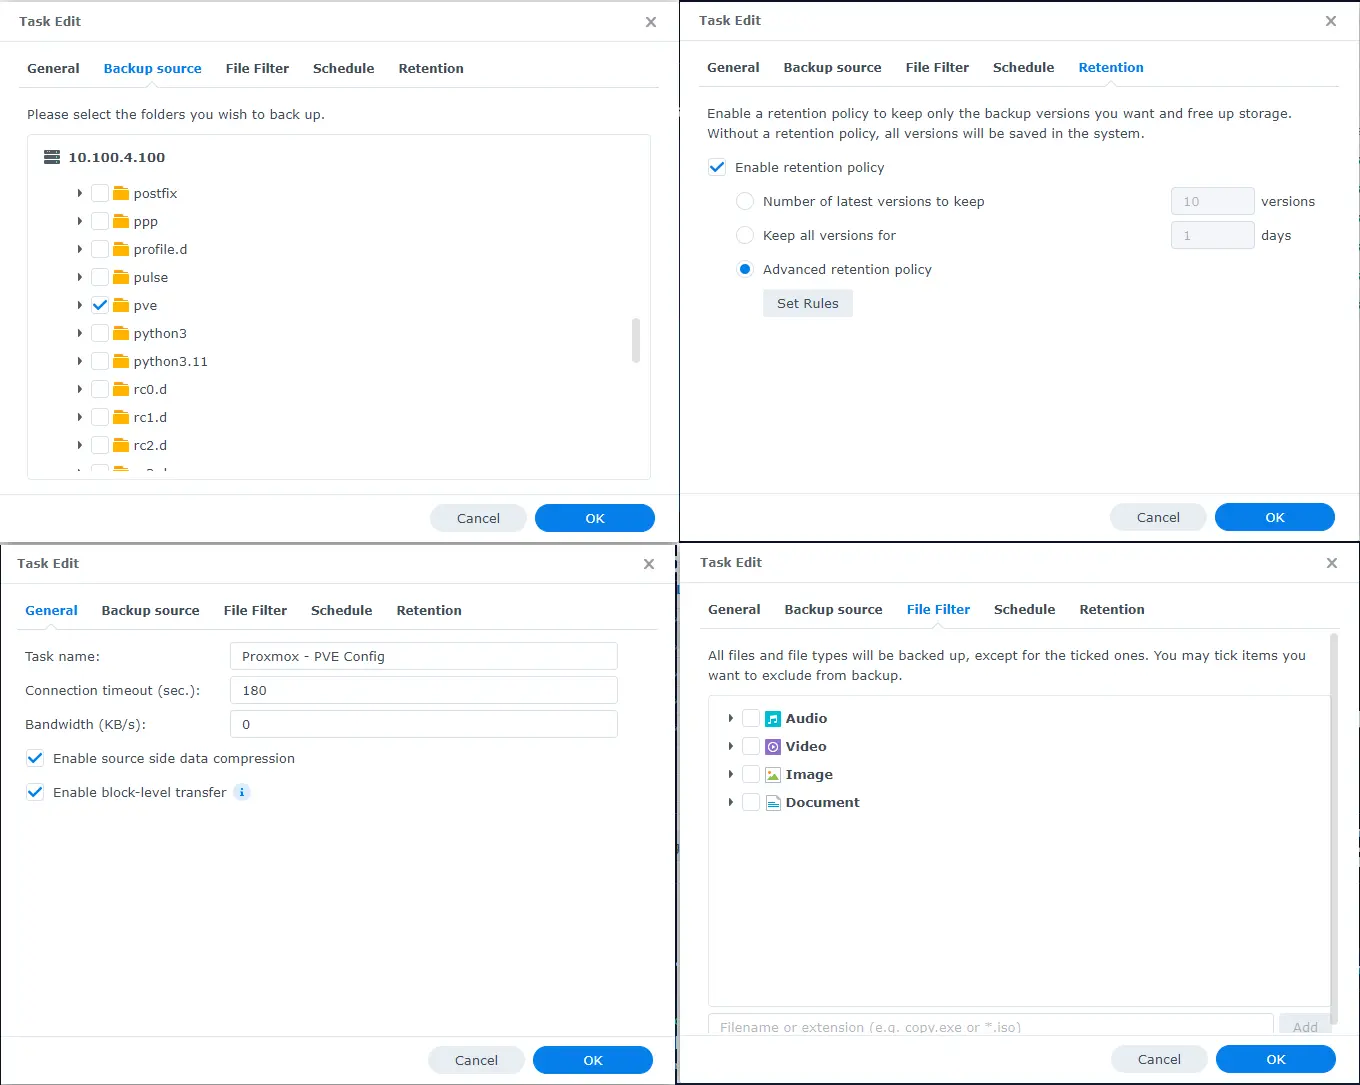 Task Edit
General Backup source File Filter Schedule Retention
Please select the folders you wish to back up.
10.100.4.100
postfix
ppp
profile.d
pulse
pve
python3
python3.11
rc0.d
rc1.d
rc2.d
Cancel OK
Task Edit
General Backup source File Filter Schedule Retention
Enable a retention policy to keep only the backup versions you want and free up storage.
Without a retention policy, all versions will be saved in the system.
Enable retention policy
Number of latest versions to keep 10 versions
Keep all versions for 1 days
Advanced retention policy
Set Rules
Cancel OK
Task Edit
General Backup source File Filter Schedule Retention
Task name: Proxmox - PVE Config
Connection timeout (sec.): 180
Bandwidth (KB/s): 0
Enable source side data compression
Enable block-level transfer i
Cancel OK
Task Edit
General Backup source File Filter Schedule Retention
All files and file types will be backed up, except for the ticked ones. You may tick items you
want to exclude from backup.
Audio
Video
Image
Document
Filename or extension (e.g. copy.exe or *.iso) Add
Cancel OK